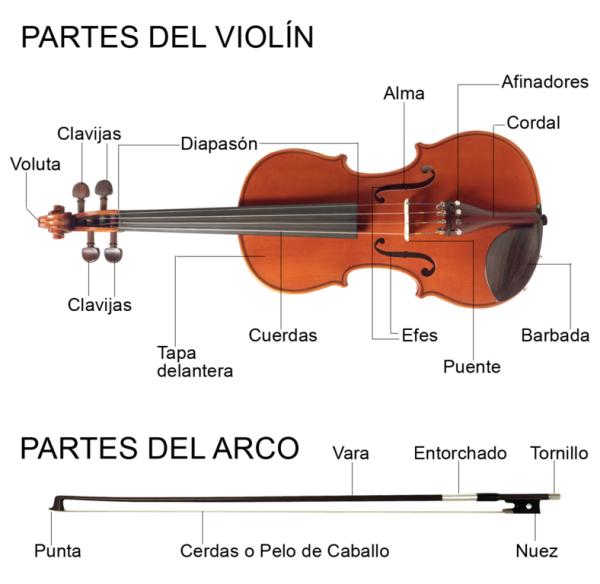 PARTES DEL VIOLÍN
Afinadores
Alma
Cordal
Clavijas
Diapasón
Voluta
Clavijas
Cuerdas
Efes
Barbada
Tapa
delantera
Puente
PARTES DEL ARCO
Vara
Entorchado
Tornillo
Punta
Cerdas o Pelo de Caballo
Nuez